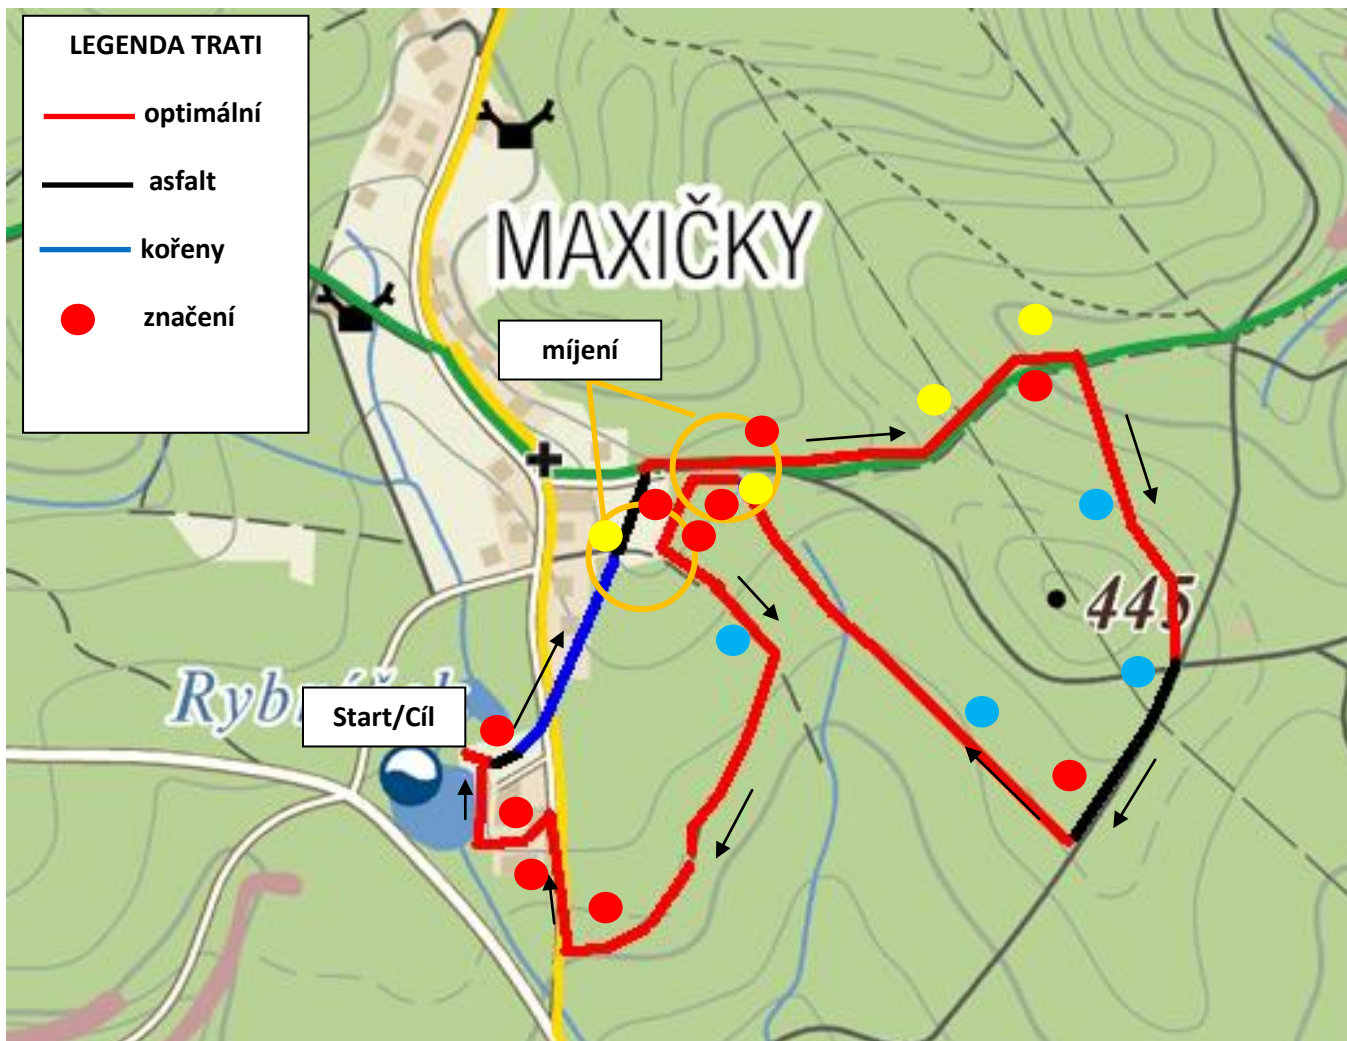 LEGENDA TRATI
optimální
asfalt
kořeny
značení
MAXIČKY
míjení
445
Start/Cíl